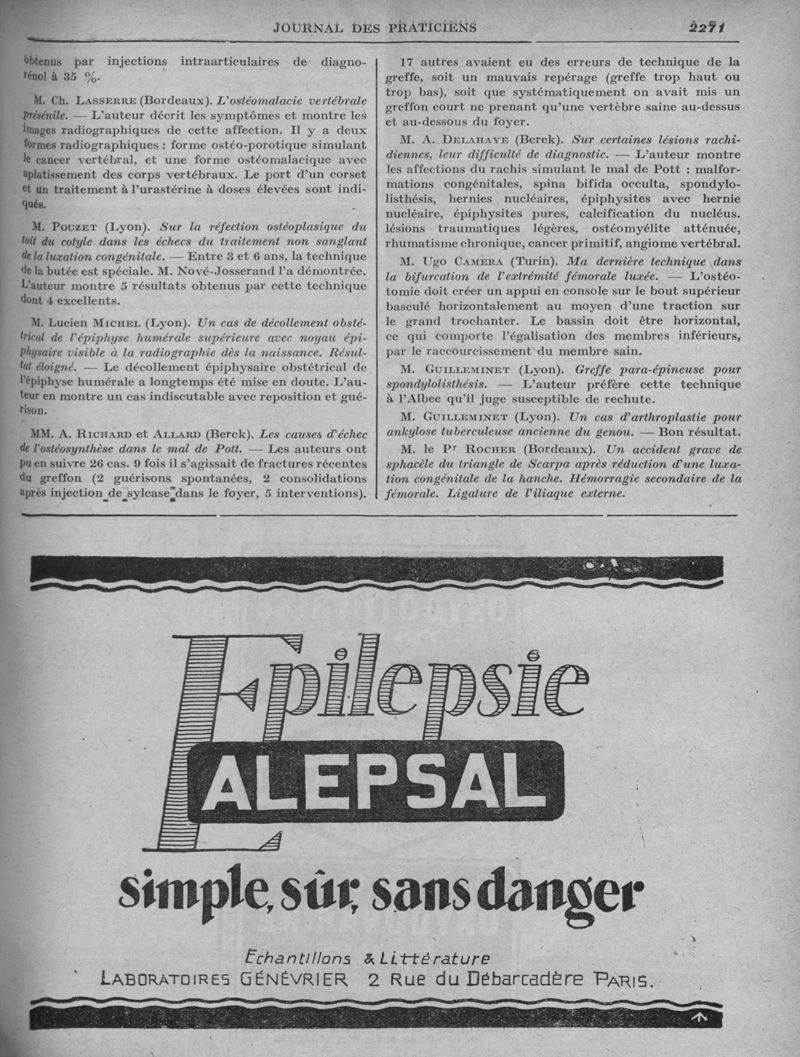 JOURNAL DES PRATICIENS 2271
obtenus par injections intraarticulaires de diagno-
rénol à 35 %.
M. Ch. LASSERRE (Bordeaux). L'ostéomalacie vertébrale
présénile. — L'auteur décrit les symptômes et montre les
images radiographiques de cette affection. Il y a deux
formes radiographiques : forme ostéo-porotique simulant
le cancer vertébral, et une forme ostéomalacique avec
aplatissement des corps vertébraux. Le port d'un corset
et un traitement à l'urastérine à doses élevées sont indi-
qués.
M. POUZET (Lyon). Sur la réfection ostéoplasique du
toit du cotyle dans les échecs du traitement non sanglant
de la luxation congénitale. — Entre 3 et 6 ans, la technique
de la butée est spéciale. M. Nové-Josserand l'a démontrée.
L'auteur montre 5 résultats obtenus par cette technique
dont 4 excellents.
M. Lucien MICHEL (Lyon). Un cas de décollement obsté-
trical de l'épiphyse humérale supérieure avec noyau épi-
physaire visible à la radiographie dès la naissance. Résul-
tat éloigné. — Le décollement épiphysaire obstétrical de
l'épiphyse humérale a longtemps été mise en doute. L'au-
teur en montre un cas indiscutable avec reposition et gué-
rison.
MM. A. RICHARD et ALLARD (Berck). Les causes d'échec
de l'ostéosynthèse dans le mal de Pott. — Les auteurs ont
pu en suivre 26 cas. 9 fois il s'agissait de fractures récentes
du greffon (2 guérisons spontanées, 2 consolidations
après injection de sylcase dans le foyer, 5 interventions).
17 autres avaient eu des erreurs de technique de la
greffe, soit un mauvais repérage (greffe trop haut ou
trop bas), soit que systématiquement on avait mis un
greffon court ne prenant qu'une vertèbre saine au-dessus
et au-dessous du foyer.
M. A. DELAHAYE (Berck). Sur certaines lésions rachi-
diennes, leur difficulté de diagnostic. — L'auteur montre
les affections du rachis simulant le mal de Pott : malfor-
mations congénitales, spina bifida occulta, spondylo-
listhésis, hernies nucléaires, épiphysites avec hernie
nucléaire, épiphysites pures, calcification du nucléus.
lésions traumatiques légères, ostéomyélite atténuée,
rhumatisme chronique, cancer primitif, angiome vertébral.
M. Ugo CAMERA (Turin). Ma dernière technique dans
la bifurcation de l'extrémité fémorale luxée. — L'ostéo-
tomie doit créer un appui en console sur le bout supérieur
basculé horizontalement au moyen d'une traction sur
le grand trochanter. Le bassin doit être horizontal,
ce qui comporte l'égalisation des membres inférieurs,
par le raccourcissement du membre sain.
M. GUILLEMINET (Lyon). Greffe para-épineuse pour
spondylolisthésis. — L'auteur préfère cette technique
à l'Albee qu'il juge susceptible de rechute.
M. GUILLEMINET (Lyon). Un cas d'arthroplastie pour
ankylose tuberculeuse ancienne du genou. — Bon résultat.
M. le Pr ROCHER (Bordeaux). Un accident grave de
sphacèle du triangle de Scarpa après réduction d'une luxa-
tion congénitale de la hanche. Hémorragie secondaire de la
fémorale. Ligature de l'iliaque externe.
Epilepsie
ALEPSAL
simple, sûr, sans danger
Échantillons & Littérature
LABORATOIRES GÉNÉVRIER 2 Rue du Débarcadère PARIS.